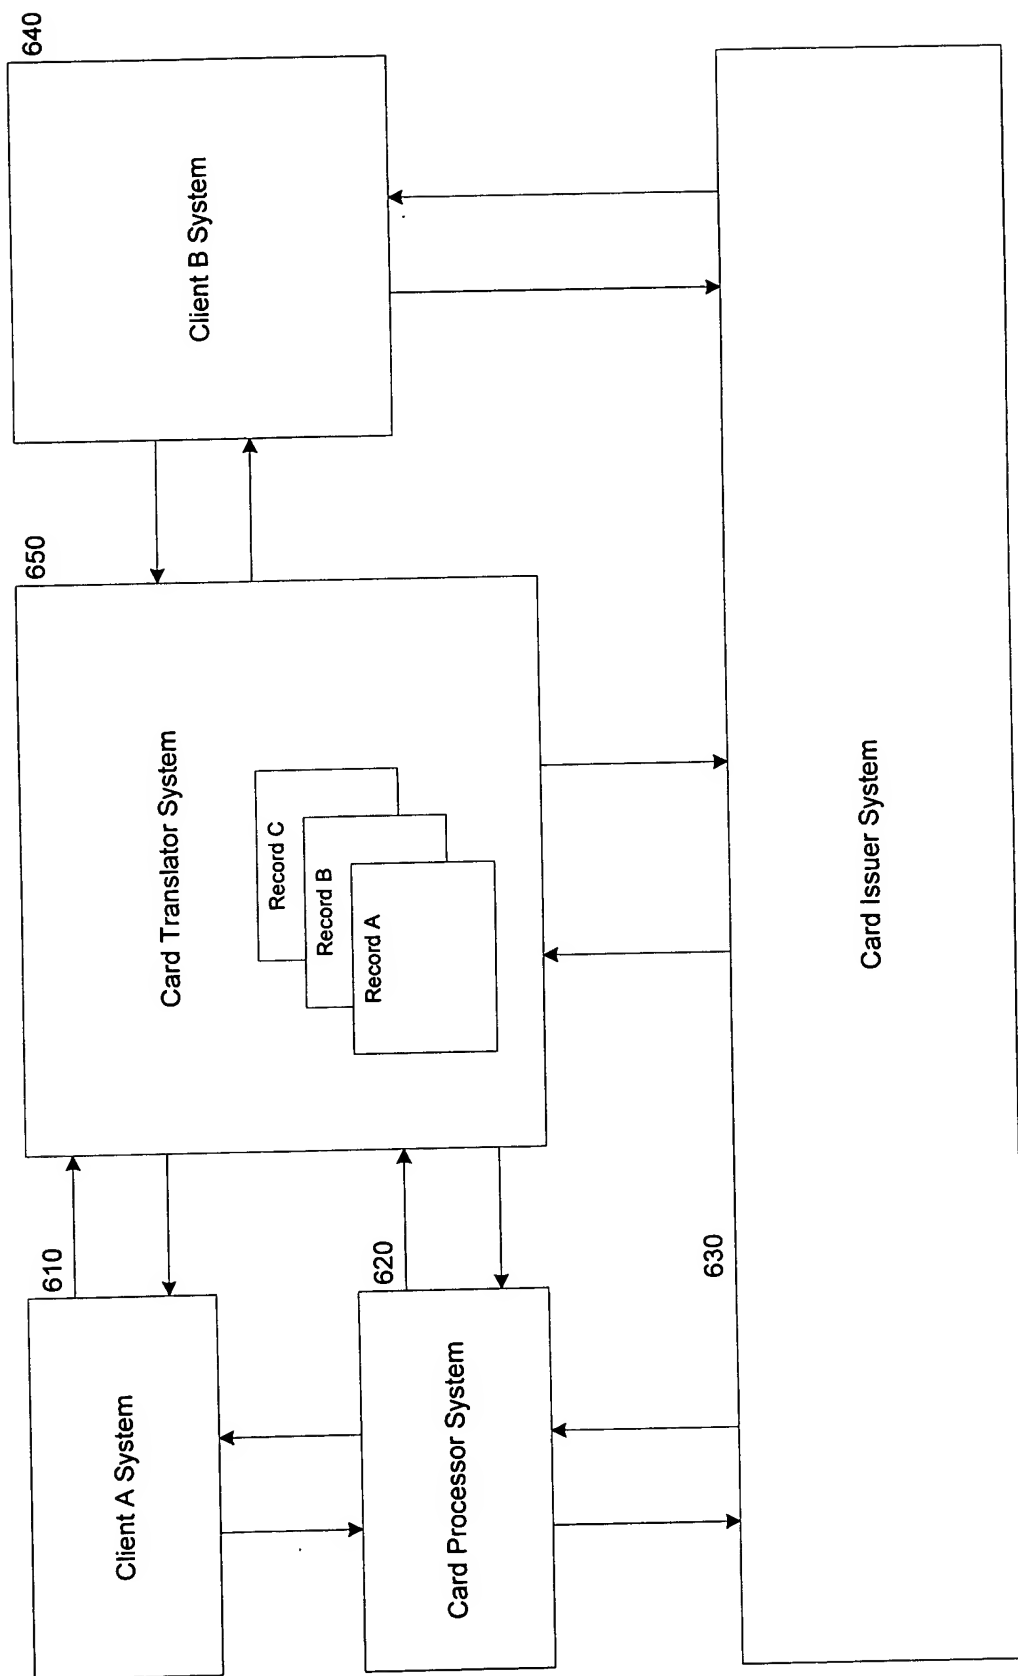 610
Client A System
650
Card Translator System
Record C
Record B
Record A
640
Client B System
620
Card Processor System
630
Card Issuer System